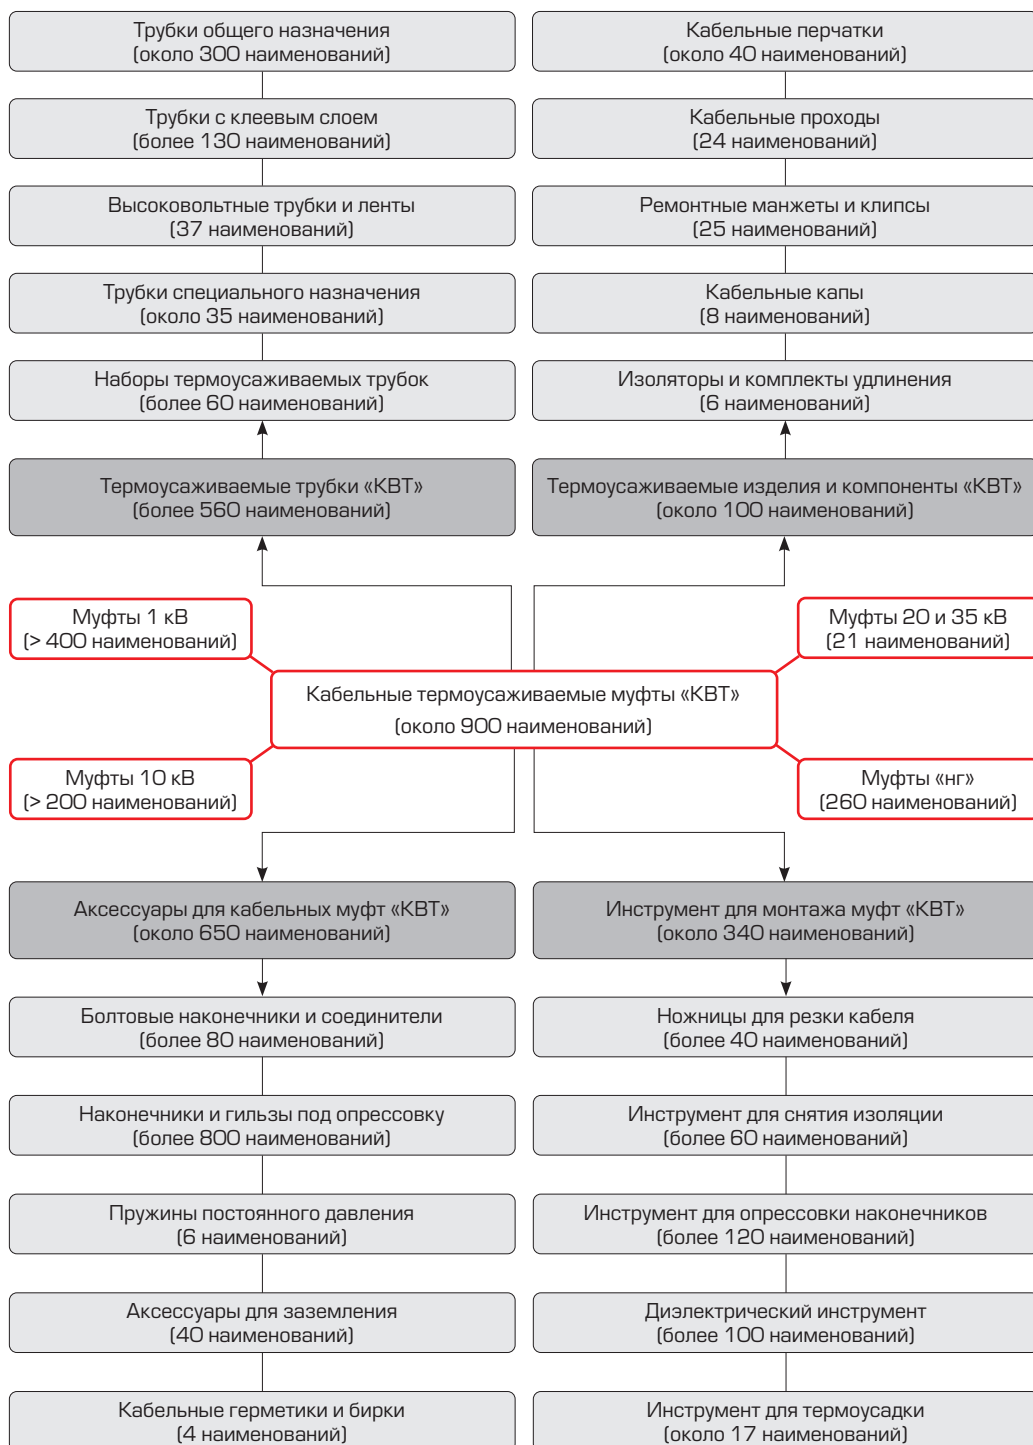 Трубки общего назначения
(около 300 наименований)
Трубки с клеевым слоем
(более 130 наименований)
Высоковольтные трубки и ленты
(37 наименований)
Трубки специального назначения
(около 35 наименований)
Наборы термоусаживаемых трубок
(более 60 наименований)
Термоусаживаемые трубки «КВТ»
(более 560 наименований)
Кабельные перчатки
(около 40 наименований)
Кабельные проходы
(24 наименований)
Ремонтные манжеты и клипсы
(25 наименований)
Кабельные капы
(8 наименований)
Изоляторы и комплекты удлинения
(6 наименований)
Термоусаживаемые изделия и компоненты «КВТ»
(около 100 наименований)
Муфты 1 кВ
(> 400 наименований)
Муфты 20 и 35 кВ
(21 наименований)
Кабельные термоусаживаемые муфты «КВТ»
(около 900 наименований)
Муфты 10 кВ
(> 200 наименований)
Муфты «нг»
(260 наименований)
Аксессуары для кабельных муфт «КВТ»
(около 650 наименований)
Болтовые наконечники и соединители
(более 80 наименований)
Наконечники и гильзы под опрессовку
(более 800 наименований)
Пружины постоянного давления
(6 наименований)
Аксессуары для заземления
(40 наименований)
Кабельные герметики и бирки
(4 наименований)
Инструмент для монтажа муфт «КВТ»
(около 340 наименований)
Ножницы для резки кабеля
(более 40 наименований)
Инструмент для снятия изоляции
(более 60 наименований)
Инструмент для опрессовки наконечников
(более 120 наименований)
Диэлектрический инструмент
(более 100 наименований)
Инструмент для термоусадки
(около 17 наименований)